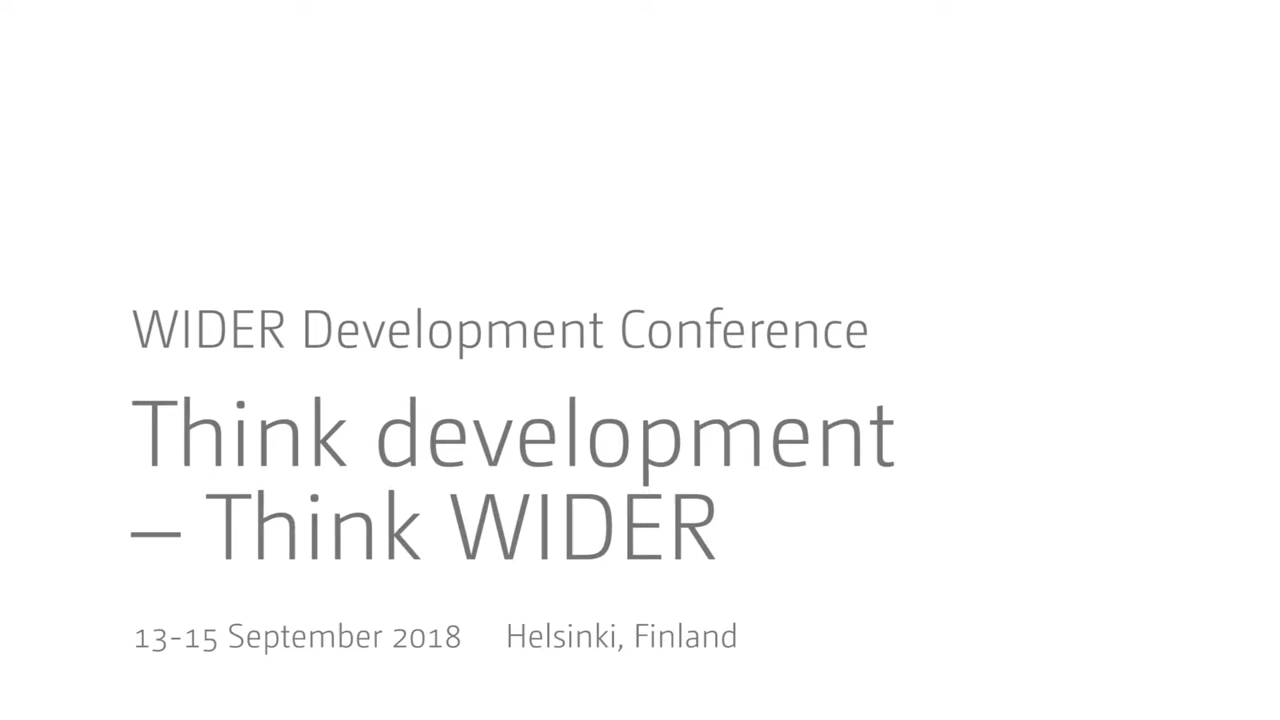 WIDER Development Conference
Think development
– Think WIDER
13-15 September 2018 Helsinki, Finland